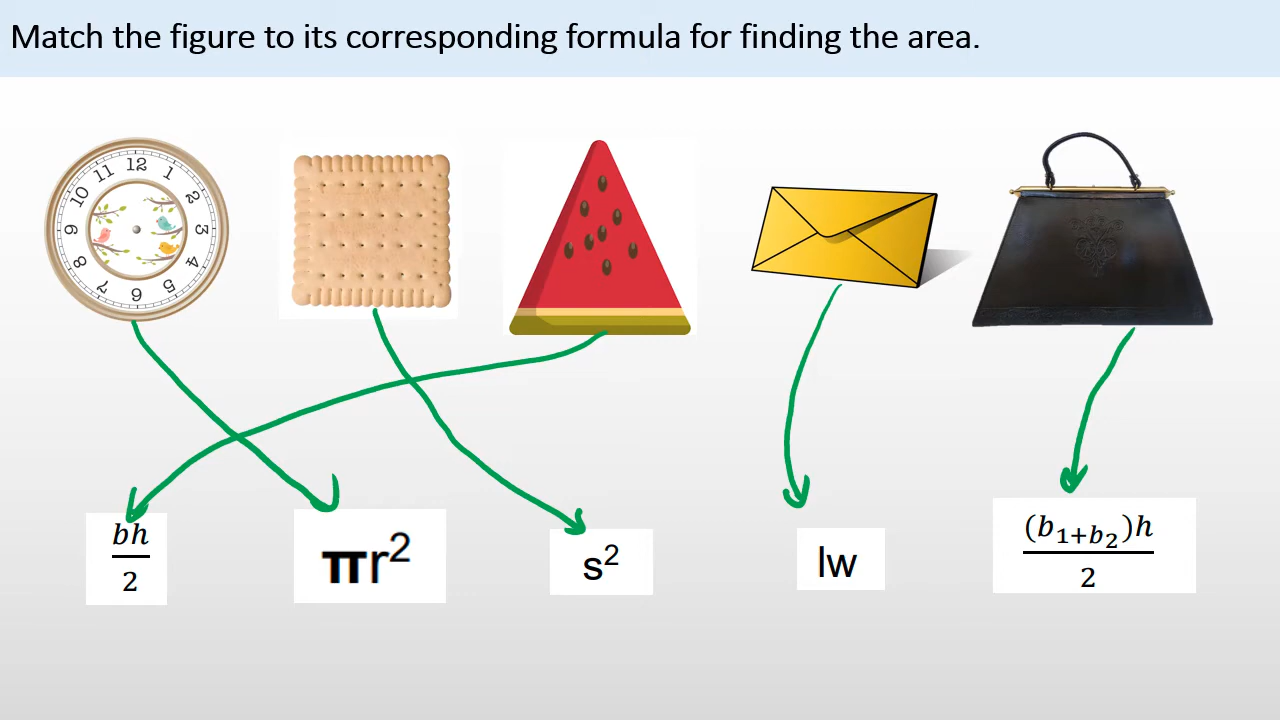 Match the figure to its corresponding formula for finding the area.
12
1
2
3
4
5
6
7
8
9
10
11
bh
2
πr²
s²
lw
(b₁₊b₂)h
2